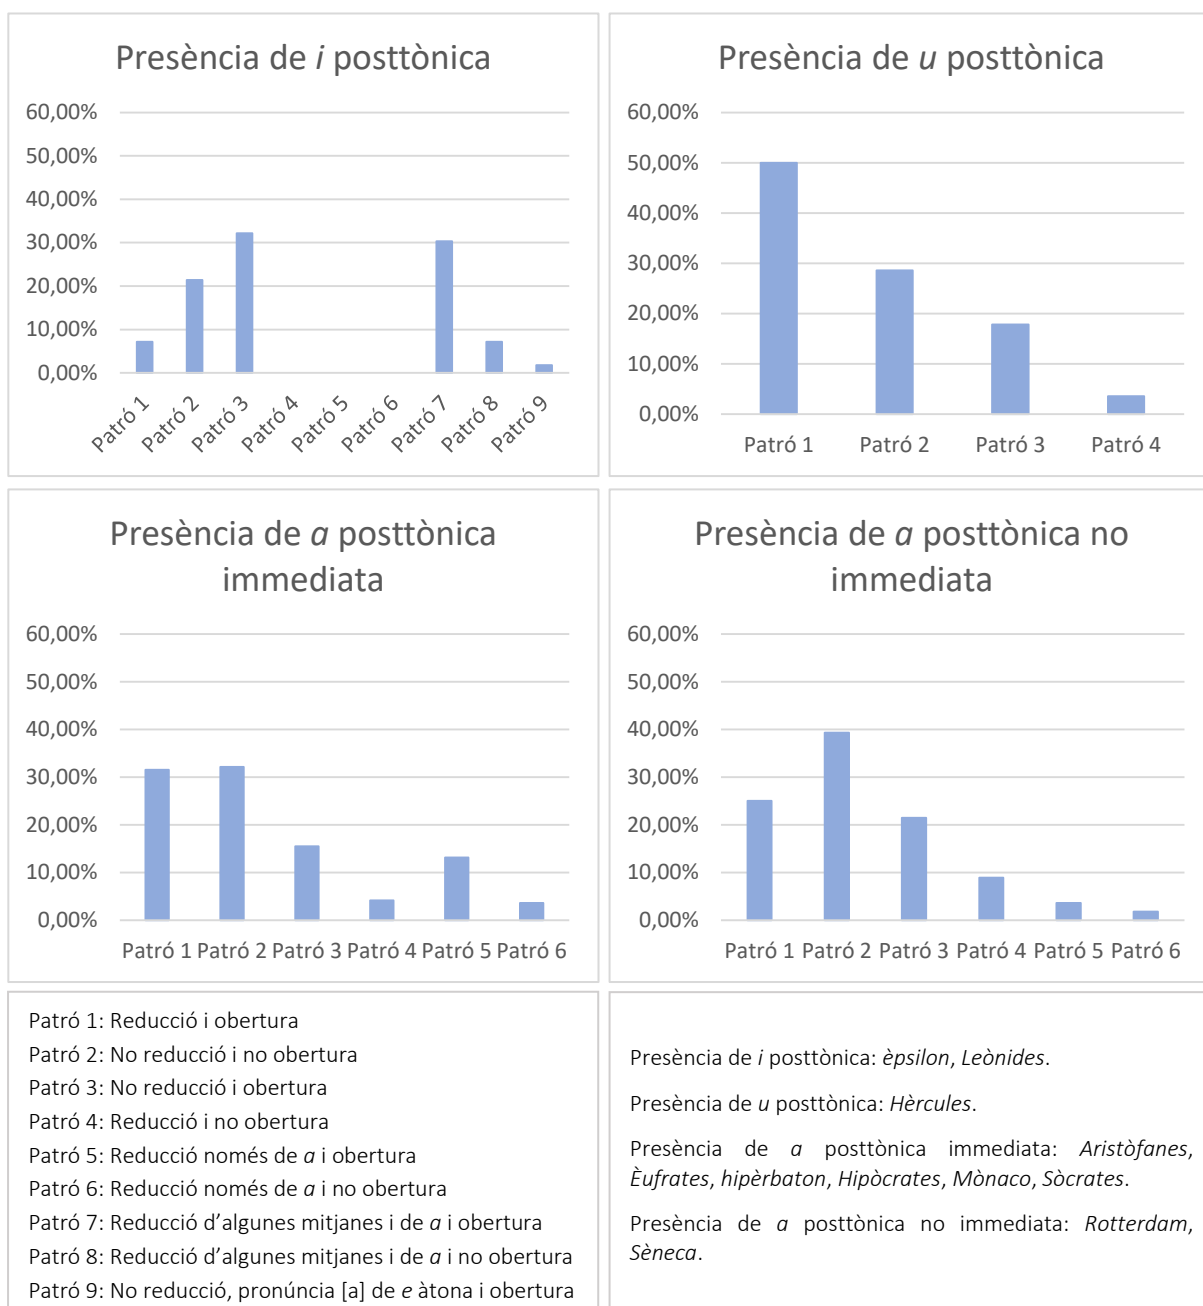 Presència de i posttònica
60,00%
50,00%
40,00%
30,00%
20,00%
10,00%
0,00%
Patró 1
Patró 2
Patró 3
Patró 4
Patró 5
Patró 6
Patró 7
Patró 8
Patró 9
Presència de u posttònica
60,00%
50,00%
40,00%
30,00%
20,00%
10,00%
0,00%
Patró 1 Patró 2 Patró 3 Patró 4
Presència de a posttònica
immediata
60,00%
50,00%
40,00%
30,00%
20,00%
10,00%
0,00%
Patró 1 Patró 2 Patró 3 Patró 4 Patró 5 Patró 6
Presència de a posttònica no
immediata
60,00%
50,00%
40,00%
30,00%
20,00%
10,00%
0,00%
Patró 1 Patró 2 Patró 3 Patró 4 Patró 5 Patró 6
Patró 1: Reducció i obertura
Patró 2: No reducció i no obertura
Patró 3: No reducció i obertura
Patró 4: Reducció i no obertura
Patró 5: Reducció només de a i obertura
Patró 6: Reducció només de a i no obertura
Patró 7: Reducció d'algunes mitjanes i de a i obertura
Patró 8: Reducció d'algunes mitjanes i de a i no obertura
Patró 9: No reducció, pronúncia [a] de e àtona i obertura
Presència de i posttònica: èpsilon, Leònides.
Presència de u posttònica: Hèrcules.
Presència de a posttònica immediata: Aristòfanes,
Èufrates, hipèrbaton, Hipòcrates, Mònaco, Sòcrates.
Presència de a posttònica no immediata: Rotterdam,
Sèneca.